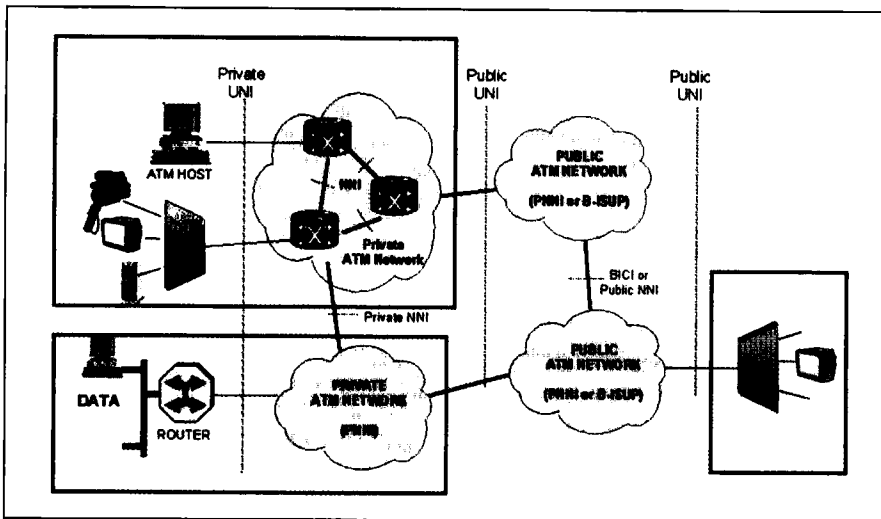 Private
UNI
Public
UNI
Public
UNI
ATM HOST
NNI
Private
ATM Network
PUBLIC
ATM NETWORK
(PNNI or B-ISUP)
BICI or
Public NNI
Private NNI
DATA
ROUTER
PRIVATE
ATM NETWORK
(PNNI)
PUBLIC
ATM NETWORK
(PNNI or B-ISUP)